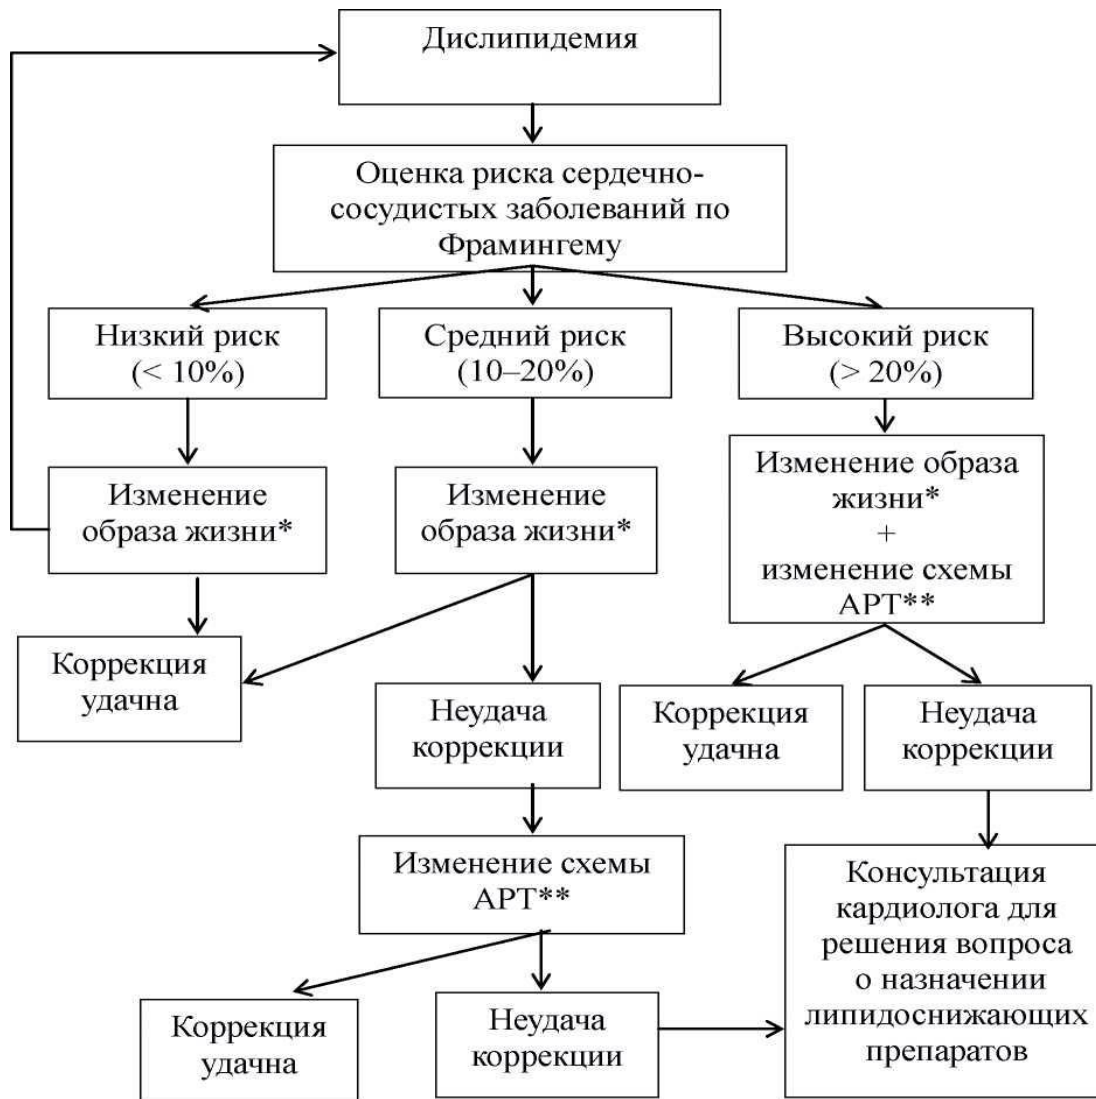 Дислипидемия
Оценка риска сердечно-
сосудистых заболеваний по
Фрамингему
Низкий риск
(< 10%)
Средний риск
(10–20%)
Высокий риск
(> 20%)
Изменение
образа жизни*
Изменение
образа жизни*
Изменение образа
жизни*
+
изменение схемы
АРТ**
Коррекция
удачна
Неудача
коррекции
Коррекция
удачна
Неудача
коррекции
Изменение схемы
АРТ**
Консультация
кардиолога для
решения вопроса
о назначении
липидоснижающих
препаратов
Коррекция
удачна
Неудача
коррекции